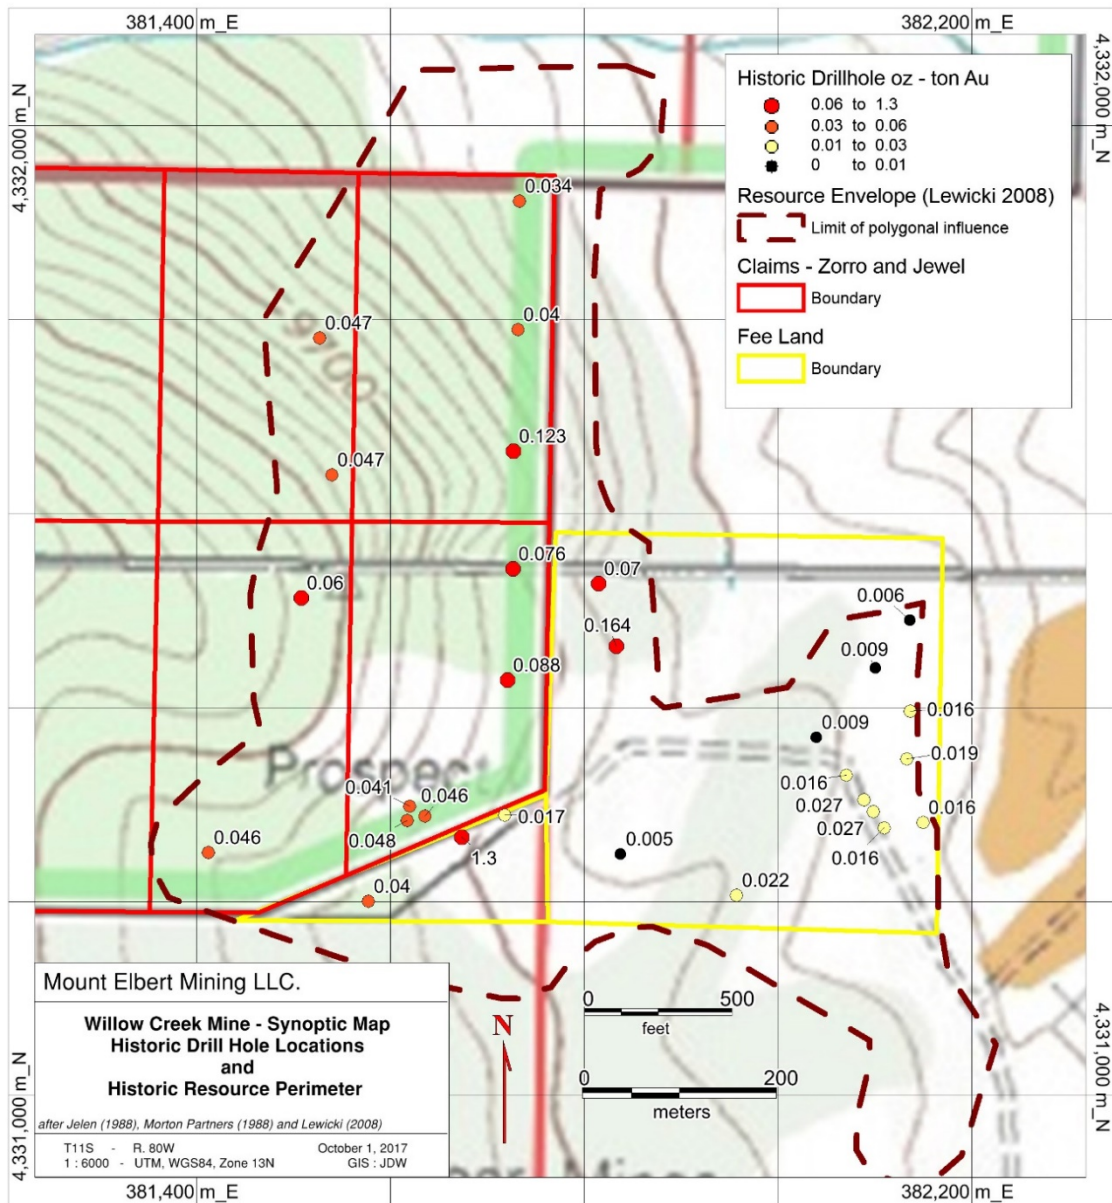 381,400 m_E
382,200 m_E
4,332,000 m_N
4,332,000 m_N
Historic Drillhole oz - ton Au
0.06 to 1.3
0.03 to 0.06
0.01 to 0.03
0 to 0.01
Resource Envelope (Lewicki 2008)
Limit of polygonal influence
Claims - Zorro and Jewel
Boundary
Fee Land
Boundary
0.034
0.04
0.047
9900
0.123
0.047
0.076
0.07
0.06
0.006
0.164
0.009
0.088
0.016
0.009
Prospect
0.019
0.041
0.046
0.016
0.027
0.016
0.017
0.048
0.027
0.046
1.3
0.005
0.016
0.022
0.04
Mount Elbert Mining LLC.
Willow Creek Mine - Synoptic Map
Historic Drill Hole Locations
and
Historic Resource Perimeter
after Jelen (1988), Morton Partners (1988) and Lewicki (2008)
T11S - R. 80W
October 1, 2017
1 : 6000 - UTM, WGS84, Zone 13N
GIS : JDW
N
0 500
feet
0 200
meters
4,331,000 m_N
4,331,000 m_N
381,400 m_E
382,200 m_E